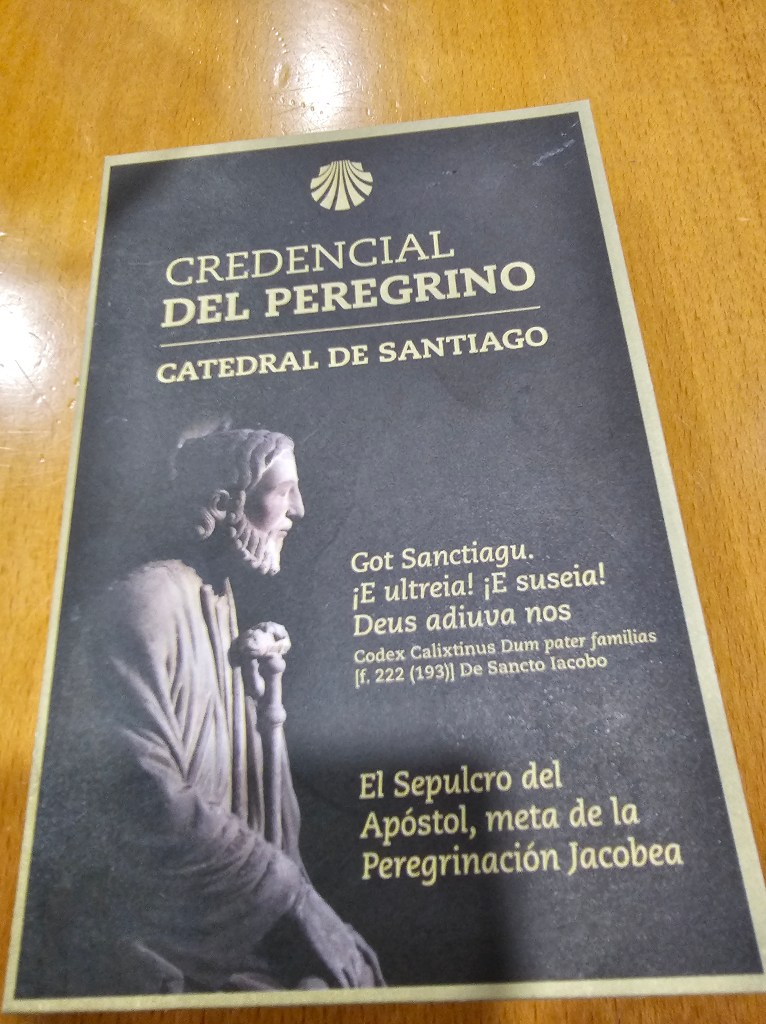 CREDENCIAL
DEL PEREGRINO
CATEDRAL DE SANTIAGO
Got Sanctiagu.
¡E ultreia! ¡E suseia!
Deus adiuva nos
Codex Calixtinus Dum pater familias
[f. 222 (193)] De Sancto Iacobo
El Sepulcro del
Apóstol, meta de la
Peregrinación Jacobea